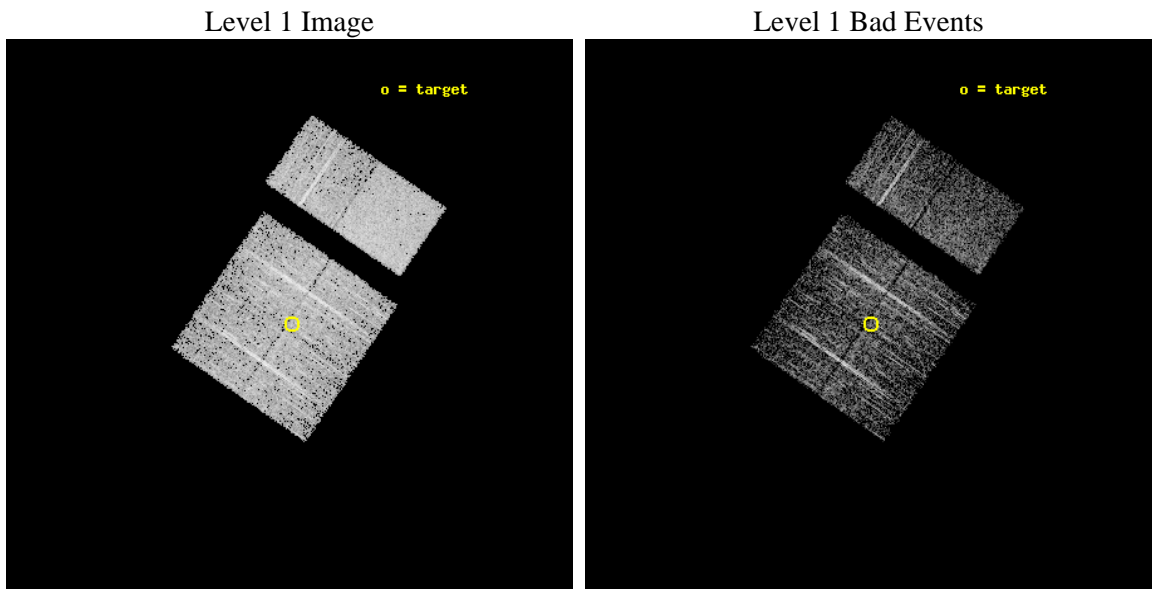 Level 1 Image
Level 1 Bad Events
o = target
o = target